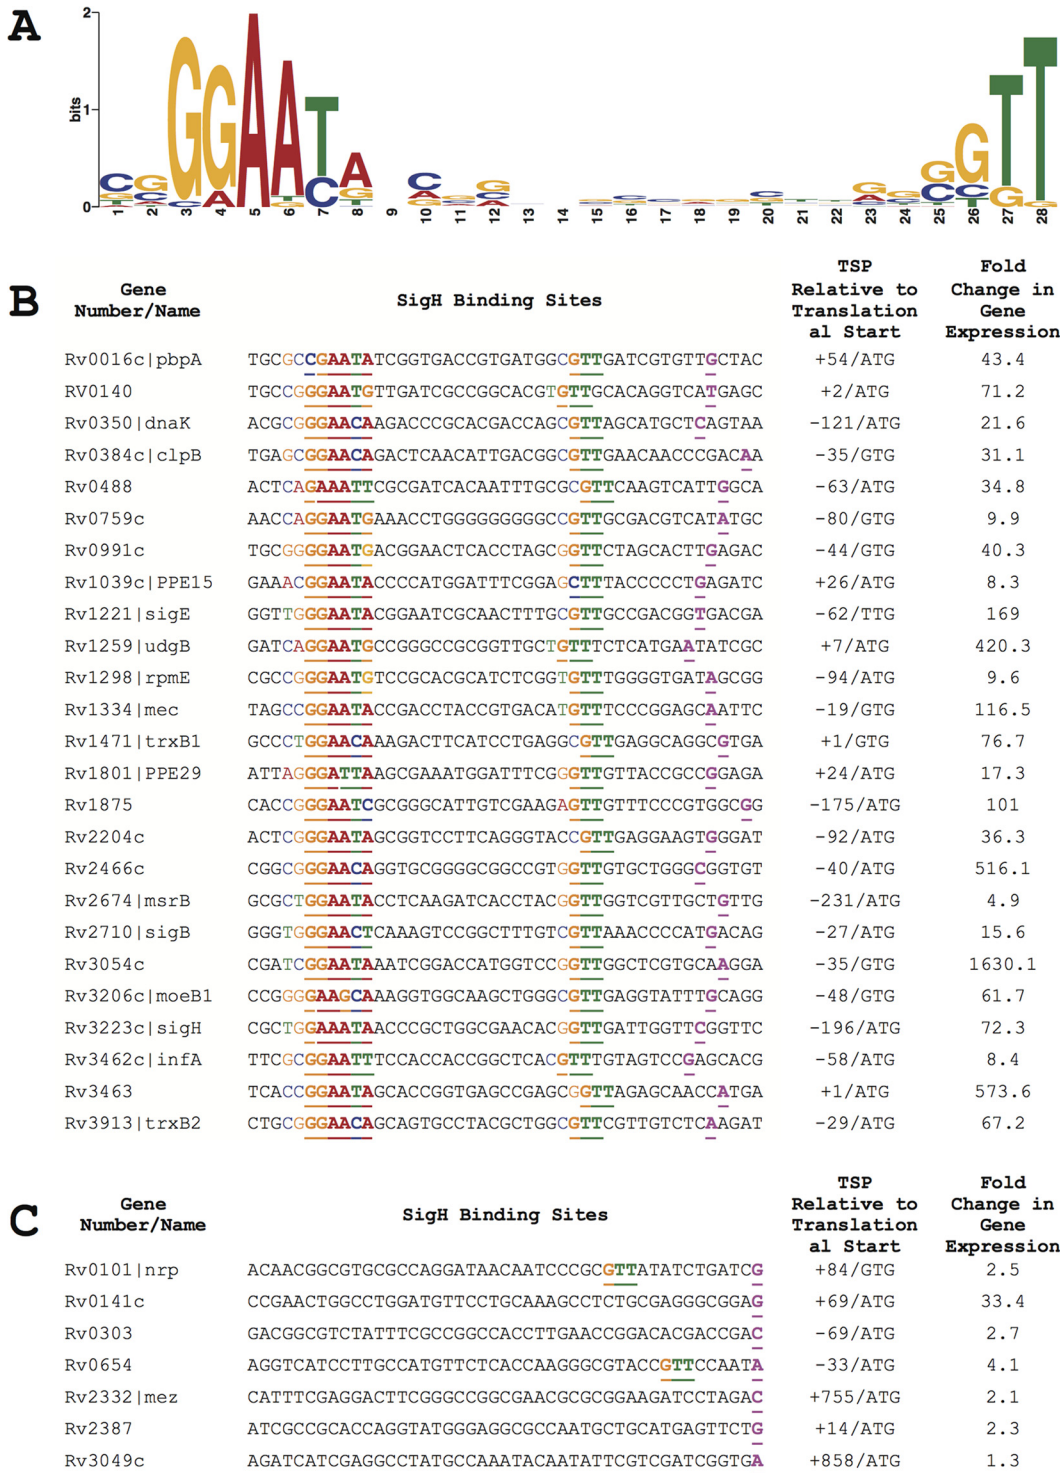 A
2
1
0
bits
1 2 3 4 5 6 7 8 9 10 11 12 13 14 15 16 17 18 19 20 21 22 23 24 25 26 27 28
B
Gene Number/Name
SigH Binding Sites
TSP Relative to Translation al Start
Fold Change in Gene Expression
Rv0016c|pbpA TGCGCCGAATATCGGTGACCGTGATGGCGTTGATCGTGTTGCTAC +54/ATG 43.4
RV0140 TGCCGGGAATGTTGATCGCCGGCACGTGTTGCACAGGTCATGAGC +2/ATG 71.2
Rv0350|dnaK ACGCGGGAACAAGACCCGCACGACCAGCGTTAGCATGCTCAGTAA -121/ATG 21.6
Rv0384c|clpB TGAGCGGAACAGACTCAACATTGACGGCGTTGAACAACCCGACAA -35/GTG 31.1
Rv0488 ACTCAGAAATTCGCGATCACAATTTGCGCGTTCAAGTCATTGGCA -63/ATG 34.8
Rv0759c AACCAGGAATGAAACCTGGGGGGGGGCCGTTGCGACGTCATATGC -80/GTG 9.9
Rv0991c TGCGGGGAATGACGGAACTCACCTAGCGGTTCTAGCACTTGAGAC -44/GTG 40.3
Rv1039c|PPE15 GAAACGGAATAACCCCATGGATTTCGGAGCTTTACCCCCTGAGATC +26/ATG 8.3
Rv1221|sigE GGTTGGGAATACGGAATCGCAACTTTGCGTTGCCGACGGTGACGA -62/TTG 169
Rv1259|udgB GATCAGGAATGCCGGGCCGCGGTTGCTGTTTCTCATGAATATCGC +7/ATG 420.3
Rv1298|rpmE CGCCGGGAATGTCCGCACGCATCTCGGTGTTTGGGGTGATAGCGG -94/ATG 9.6
Rv1334|mec TAGCCGGAATACCGACCTACCGTGACATGTTTCCCGGAGCAATTC -19/GTG 116.5
Rv1471|trxB1 GCCCTGGAACAAAGACTTCATCCTGAGGCGTTGAGGCAGGCGTGA +1/GTG 76.7
Rv1801|PPE29 ATTAGGGATTAAGCGAAATGGATTTCGGGTTGTTACCGCCGGAGA +24/ATG 17.3
Rv1875 CACCGGGAATCGCGGGCATTGTCGAAGAGTTGTTTCCCGTGGCGG -175/ATG 101
Rv2204c ACTCGGGAATAGCGGTCCTTCAGGGTACCGTTGAGGAAGTGGGAT -92/ATG 36.3
Rv2466c CGGCGGGAACAGGTGCGGGGCGGCCGTGGTTGTGCTGGGCGGTGT -40/ATG 516.1
Rv2674|msrB GCGCTGGAATACCTCAAGATCACCTACGGTTGGTCGTTGCTGTTG -231/ATG 4.9
Rv2710|sigB GGGTGGGAACTCAAAGTCCGGCTTTGTCGTTAAACCCCATGACAG -27/ATG 15.6
Rv3054c CGATCGGAATAAATCGGACCATGGTCCGGTTGGCTCGTGCAAGGA -35/GTG 1630.1
Rv3206c|moeB1 CCGGGGAAGCAAAGGTGGCAAGCTGGGCGTTGAGGTATTTGCAGG -48/GTG 61.7
Rv3223c|sigH CGCTGGAAATAACCCGCTGGCGAACACGGTTGATTGGTTCGGTTC -196/ATG 72.3
Rv3462c|infA TTCGCGGAATTTCCACCACCGGCTCACGTTTGTAGTCCGAGCACG -58/ATG 8.4
Rv3463 TCACCGGAATAGCACCGGTGAGCCGAGCGGTTAGAGCAACCATGA +1/ATG 573.6
Rv3913|trxB2 CTGCGGGAACAGCAGTGCCTACGCTGGCGTTCGTTGTCTCAAGAT -29/ATG 67.2
C
Gene Number/Name
SigH Binding Sites
TSP Relative to Translation al Start
Fold Change in Gene Expression
Rv0101|nrp ACAACGGCGTGCGCCAGGATAACAATCCCGCGTTATATCTGATCG +84/GTG 2.5
Rv0141c CCGAACTGGCCTGGATGTTCCTGCAAAGCCTCTGCGAGGGCGGAG +69/ATG 33.4
Rv0303 GACGGCGTCTATTTCGCCGGCCACCTTGAACCGGACACGACCGAC -69/ATG 2.7
Rv0654 AGGTCATCCTTGCCATGTTCTCACCAAGGGCGTACCGTTCCAATA -33/ATG 4.1
Rv2332|mez CATTTCGAGGACTTCGGGCCGGCGAACGCGCGGAAGATCCTAGAC +755/ATG 2.1
Rv2387 ATCGCCGCACCAGGTATGGGAGGCGCCAATGCTGCATGAGTTCTG +14/ATG 2.3
Rv3049c AGATCATCGAGGCCTATGCCAAATACAATATTCGTCGATCGGTGA +858/ATG 1.3